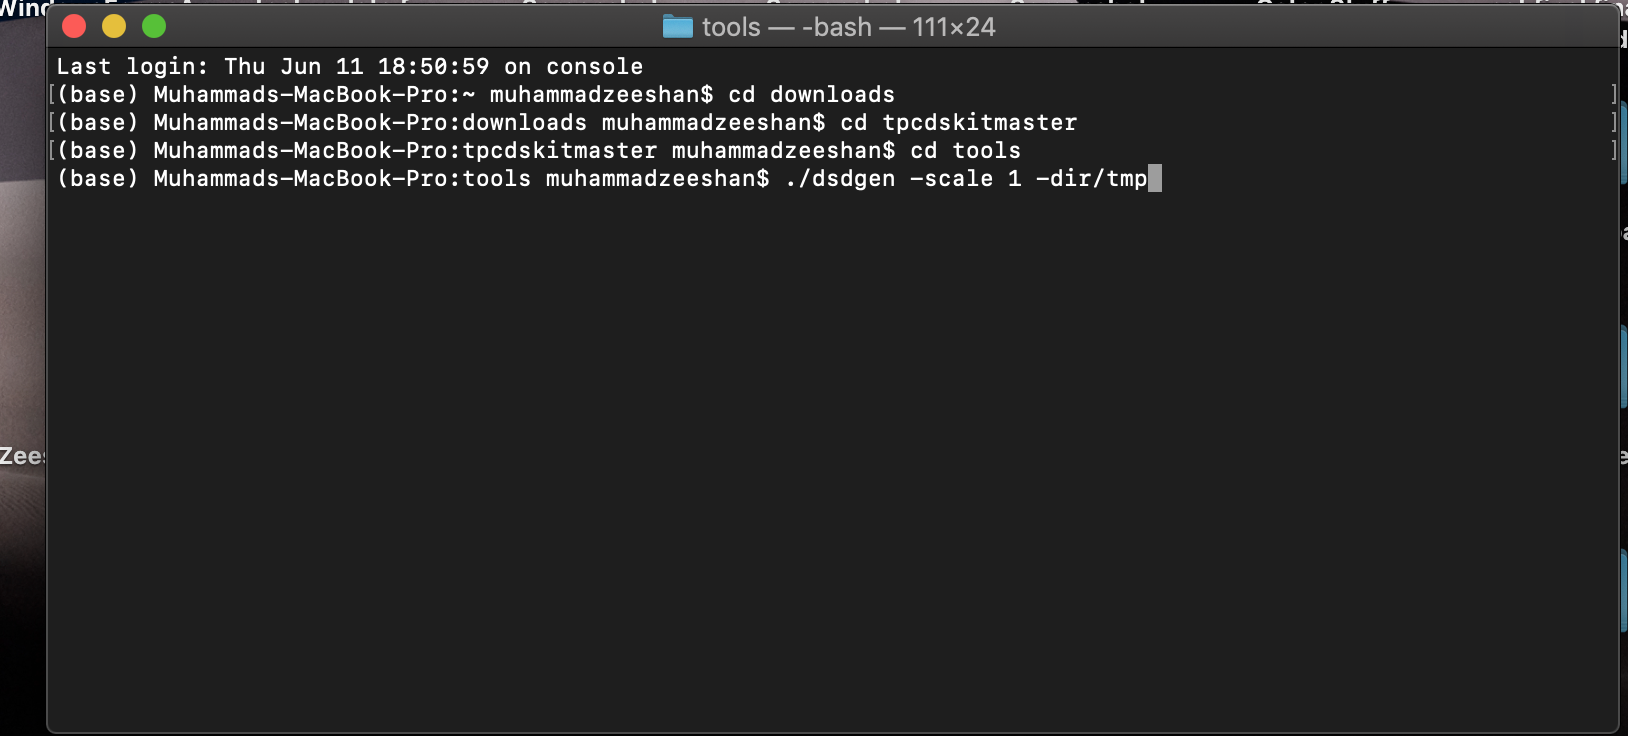 tools — -bash — 111×24
Last login: Thu Jun 11 18:50:59 on console
[(base) Muhammads-MacBook-Pro:~ muhammadzeeshan$ cd downloads ]
[(base) Muhammads-MacBook-Pro:downloads muhammadzeeshan$ cd tpcdskitmaster ]
[(base) Muhammads-MacBook-Pro:tpcdskitmaster muhammadzeeshan$ cd tools ]
(base) Muhammads-MacBook-Pro:tools muhammadzeeshan$ ./dsdgen -scale 1 -dir/tmp
Zees